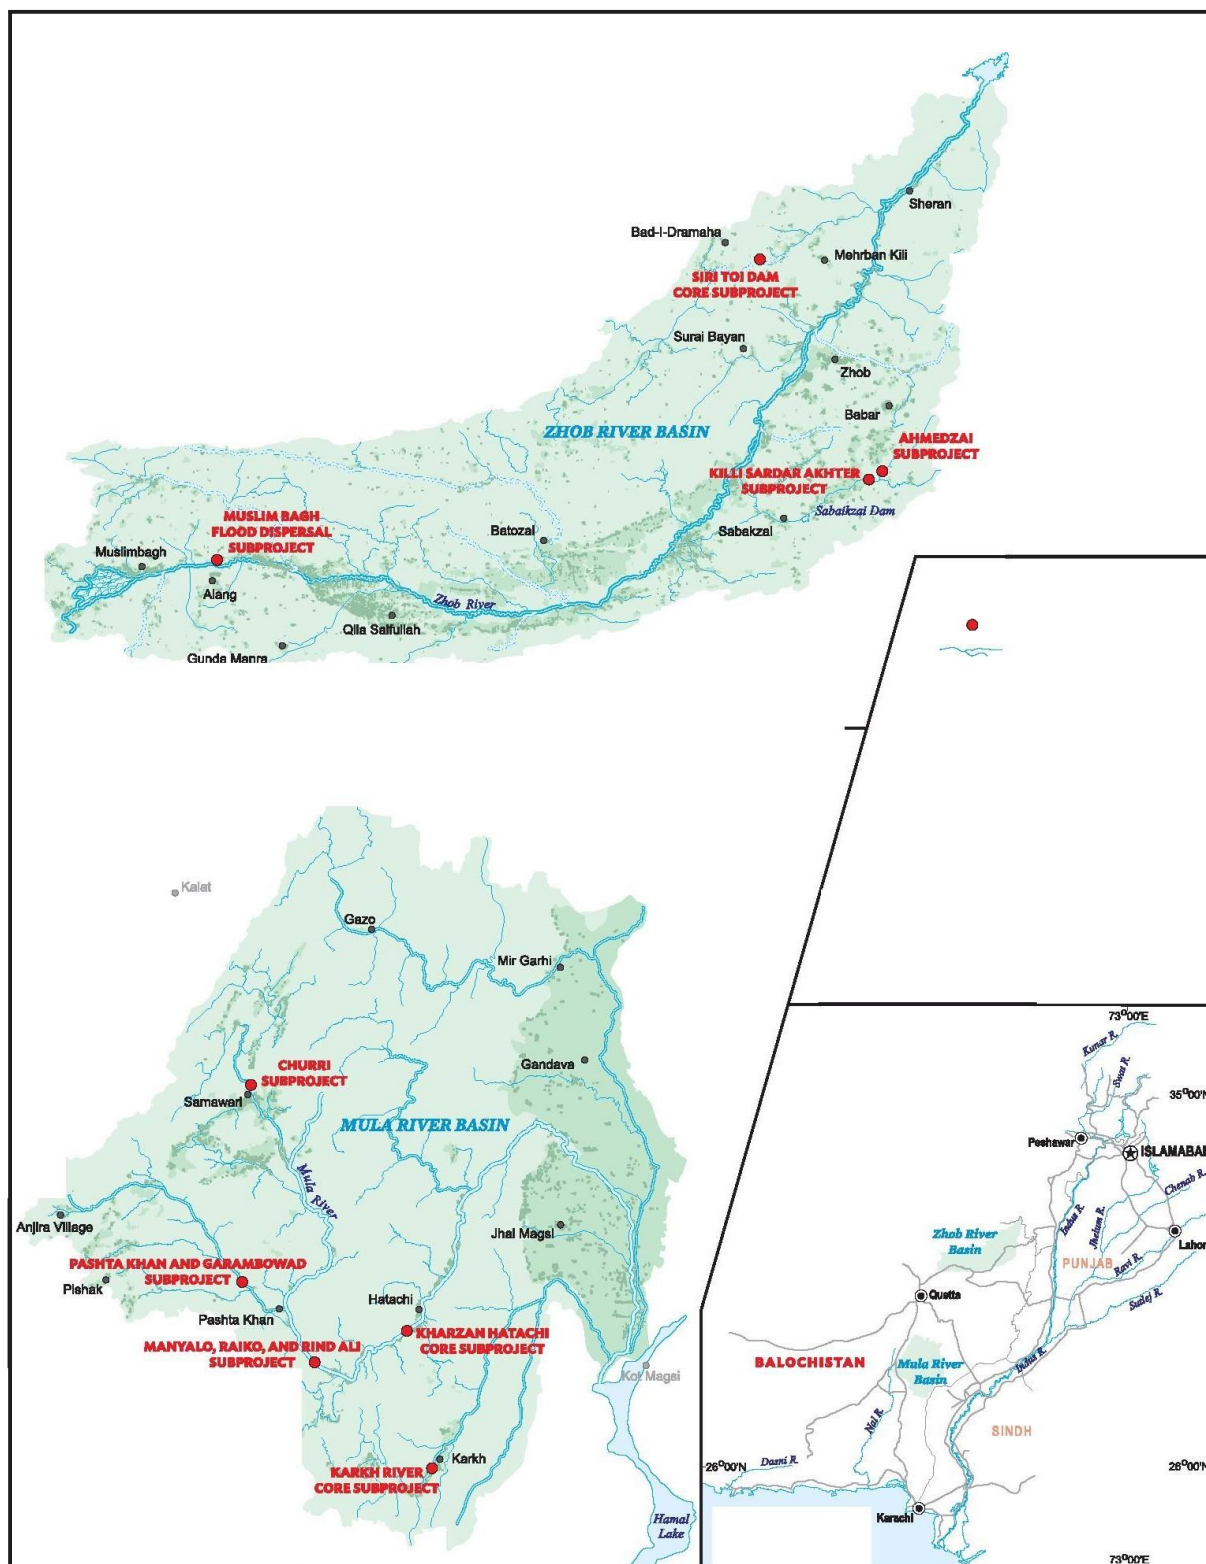 Sheran
Bad-I-Dramaha
Mehrban Kili
SIRI TOI DAM
CORE SUBPROJECT
Surai Bayan
Zhob
Babar
ZHOB RIVER BASIN
AHMEDZAI
SUBPROJECT
KILLI SARDAR AKHTER
SUBPROJECT
Sabaikzai Dam
Sabakzai
MUSLIM BAGH
FLOOD DISPERSAL
SUBPROJECT
Batozai
Muslimbagh
Alang
Zhob River
Qila Saifullah
Gunda Manra
Kalat
Gazo
Mir Garhi
CHURRI
SUBPROJECT
Gandava
Samawari
MULA RIVER BASIN
Mula River
Anjira Village
Jhal Magsi
PASHTA KHAN AND GARAMBOWAD
SUBPROJECT
Pishak
Pashta Khan
Hatachi
KHARZAN HATACHI
CORE SUBPROJECT
MANYALO, RAIKO, AND RIND ALI
SUBPROJECT
Kot Magsi
Karkh
KARKH RIVER
CORE SUBPROJECT
Hamal
Lake
73°00'E
Kunar R.
Swat R.
35°00'N
Peshawar
ISLAMABAD
Chenab R.
Indus R.
Jhelum R.
Zhob River
Basin
Lahor
PUNJAB
Ravi R.
Sutlej R.
Quetta
BALOCHISTAN
Mula River
Basin
Indus R.
Nal R.
SINDH
26°00'N
Dasni R.
26°00'N
Karachi
73°00'E